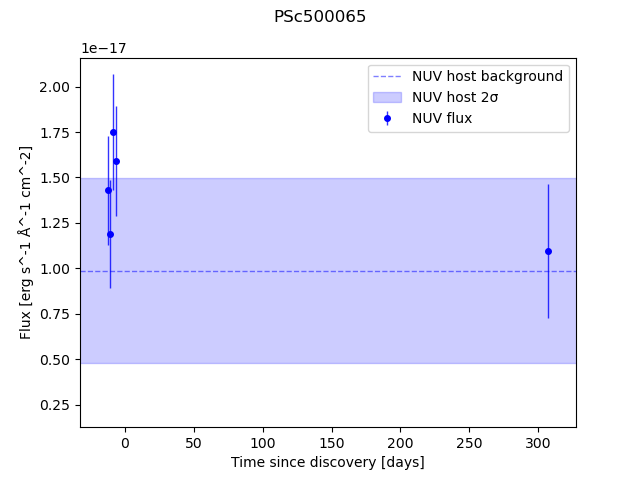 PSc500065
1e−17
NUV host background
NUV host 2σ
NUV flux
2.00
1.75
1.50
1.25
1.00
0.75
0.50
0.25
Flux [erg s^-1 Å^-1 cm^-2]
0
50
100
150
200
250
300
Time since discovery [days]